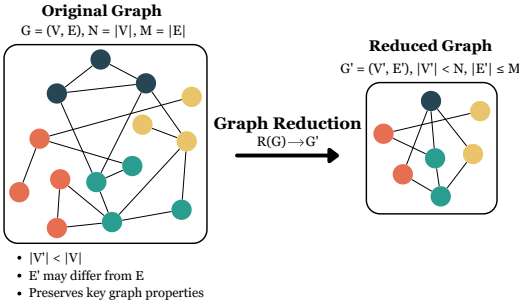 Original Graph
G = (V, E), N = |V|, M = |E|
Reduced Graph
G' = (V', E'), |V'| < N, |E'| ≤ M
Graph Reduction
R(G)→G'
• |V'| < |V|
• E' may differ from E
• Preserves key graph properties